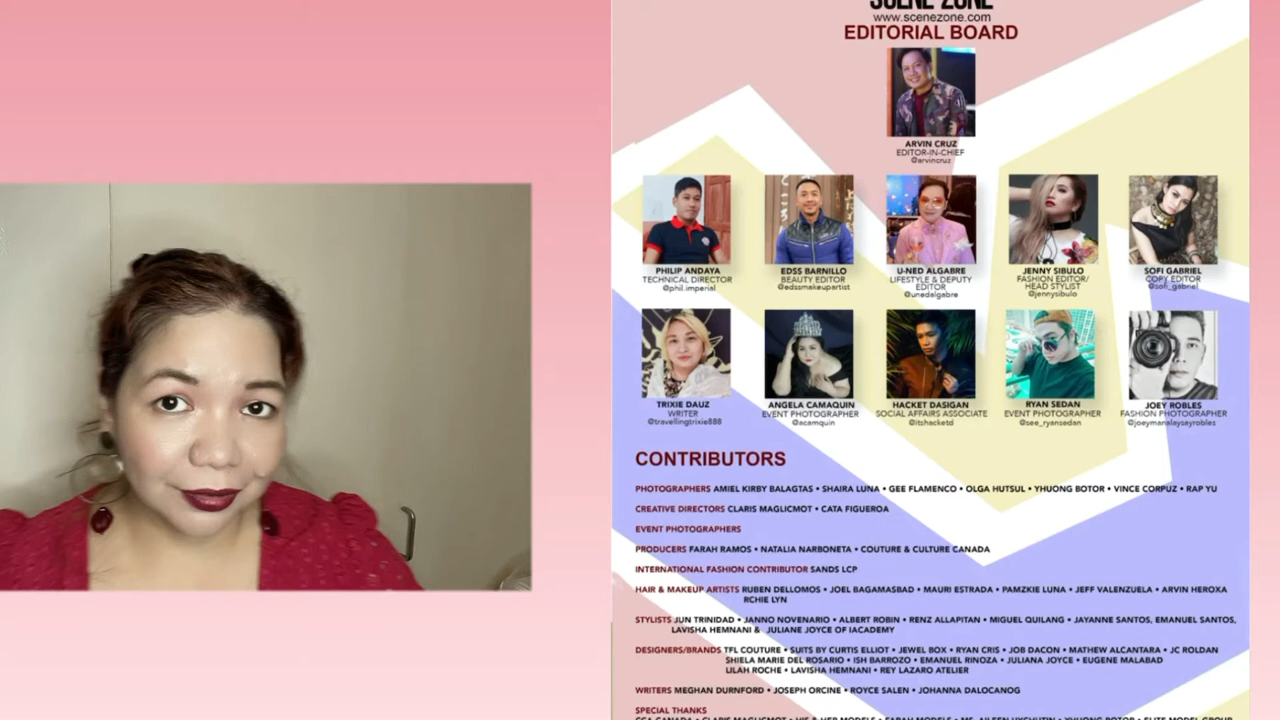 SCENE ZONE
www.scenezone.com
EDITORIAL BOARD
ARVIN CRUZ
EDITOR-IN-CHIEF
@arvincruz
PHILIP ANDAYA
TECHNICAL DIRECTOR
@phil.imperial
EDSS BARNILLO
BEAUTY EDITOR
@edssmakeupartist
U-NED ALGABRE
LIFESTYLE & DEPUTY
EDITOR
@unedalgabre
JENNY SIBULO
FASHION EDITOR/
HEAD STYLIST
@jennysibulo
SOFI GABRIEL
COPY EDITOR
@sofi_gabriel
TRIXIE DAUZ
WRITER
@travellingtrixie888
ANGELA CAMAQUIN
EVENT PHOTOGRAPHER
@acamquin
HACKET DASIGAN
SOCIAL AFFAIRS ASSOCIATE
@itshacketd
RYAN SEDAN
EVENT PHOTOGRAPHER
@see_ryansedan
JOEY ROBLES
FASHION PHOTOGRAPHER
@joeymanalaysayrobles
CONTRIBUTORS
PHOTOGRAPHERS AMIEL KIRBY BALAGTAS • SHAIRA LUNA • GEE FLAMENCO • OLGA HUTSUL • YHUONG BOTOR • VINCE CORPUZ • RAP YU
CREATIVE DIRECTORS CLARIS MAGLICMOT • CATA FIGUEROA
EVENT PHOTOGRAPHERS
PRODUCERS FARAH RAMOS • NATALIA NARBONETA • COUTURE & CULTURE CANADA
INTERNATIONAL FASHION CONTRIBUTOR SANDS LCP
HAIR & MAKEUP ARTISTS RUBEN DELLOMOS • JOEL BAGAMASBAD • MAURI ESTRADA • PAMZKIE LUNA • JEFF VALENZUELA • ARVIN HEROXA
RCHIE LYN
STYLISTS JUN TRINIDAD • JANNO NOVENARIO • ALBERT ROBIN • RENZ ALLAPITAN • MIGUEL QUILANG • JAYANNE SANTOS, EMANUEL SANTOS,
LAVISHA HEMNANI & JULIANE JOYCE OF IACADEMY
DESIGNERS/BRANDS TFL COUTURE • SUITS BY CURTIS ELLIOT • JEWEL BOX • RYAN CRIS • JOB DACON • MATHEW ALCANTARA • JC ROLDAN
SHIELA MARIE DEL ROSARIO • ISH BARROZO • EMANUEL RINOZA • JULIANA JOYCE • EUGENE MALABAD
LILAH ROCHE • LAVISHA HEMNANI • REY LAZARO ATELIER
WRITERS MEGHAN DURNFORD • JOSEPH ORCINE • ROYCE SALEN • JOHANNA DALOCANOG
SPECIAL THANKS